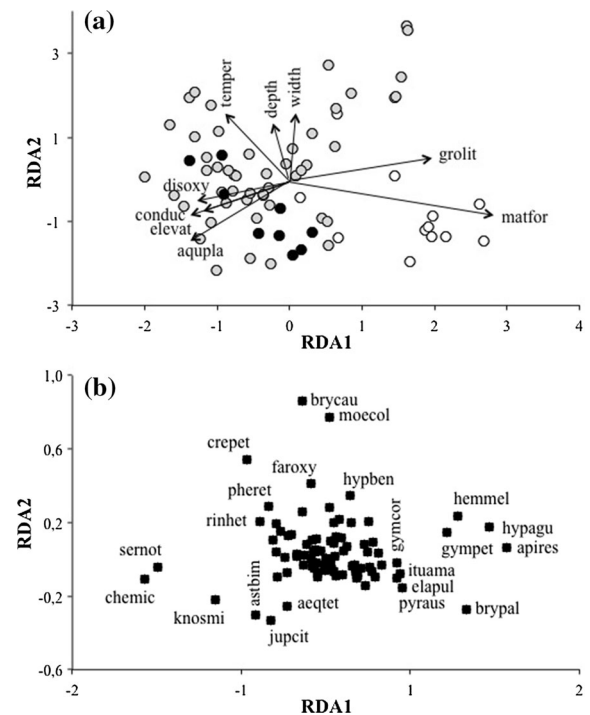 (a)
3
1
-1
-3
RDA2
temper
depth
width
grolit
disoxy
conduc
elevat
aqupla
matfor
-3 -2 -1 0 1 2 3 4
RDA1
(b)
1,0
0,6
0,2
-0,2
-0,6
RDA2
brycau
moecol
crepet
faroxy
pheret
hypben
rinhet
gymcor
hemmel
hypagu
gympet
apires
sernot
chemic
ituama
elapul
pyraus
astbim
aeqtet
knosmi
jupcit
brypal
-2 -1 1 2
RDA1